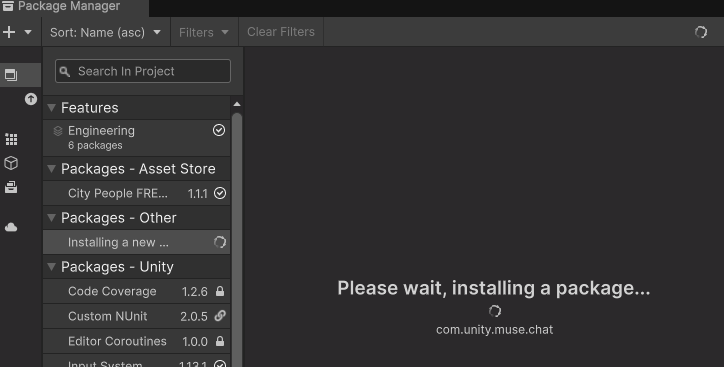 Package Manager
Sort: Name (asc)
Filters
Clear Filters
Search In Project
Features
Engineering
6 packages
Packages - Asset Store
City People FRE... 1.1.1
Packages - Other
Installing a new ...
Packages - Unity
Code Coverage 1.2.6
Custom NUnit 2.0.5
Editor Coroutines 1.0.0
Input System
Please wait, installing a package...
com.unity.muse.chat